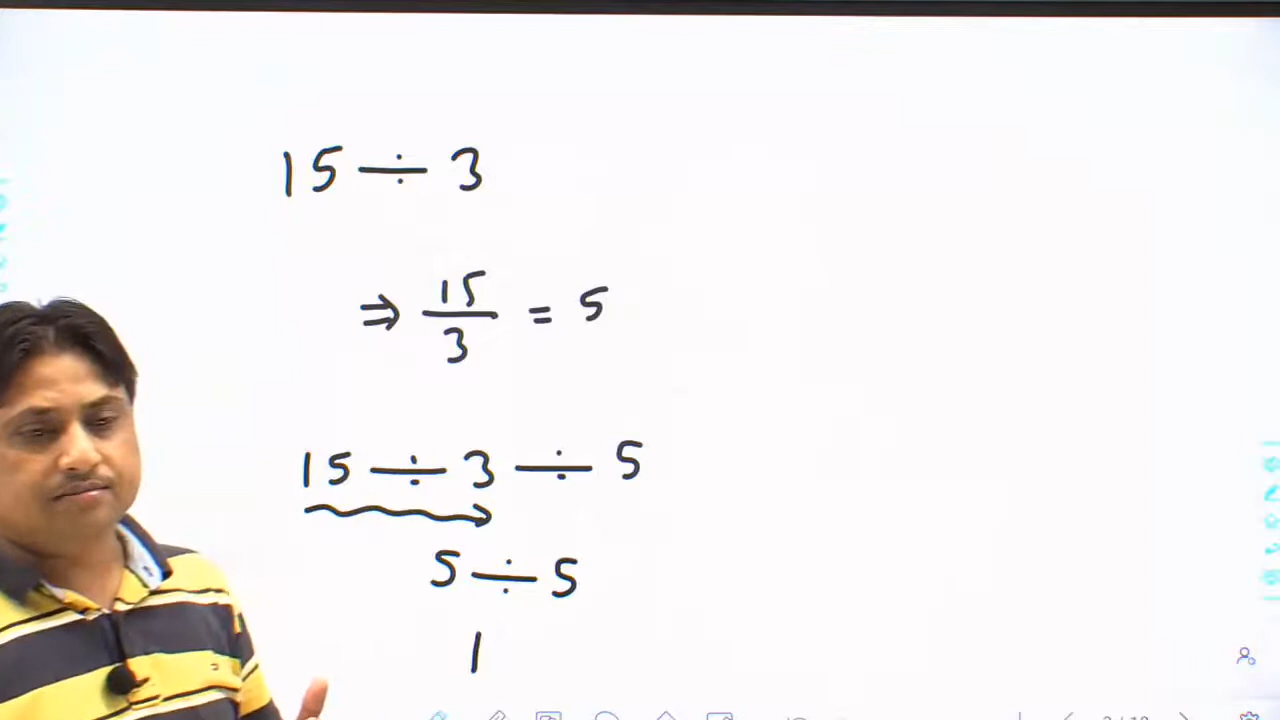 15 ÷ 3
⇒ 15/3 = 5
15 ÷ 3 ÷ 5
5 ÷ 5
1